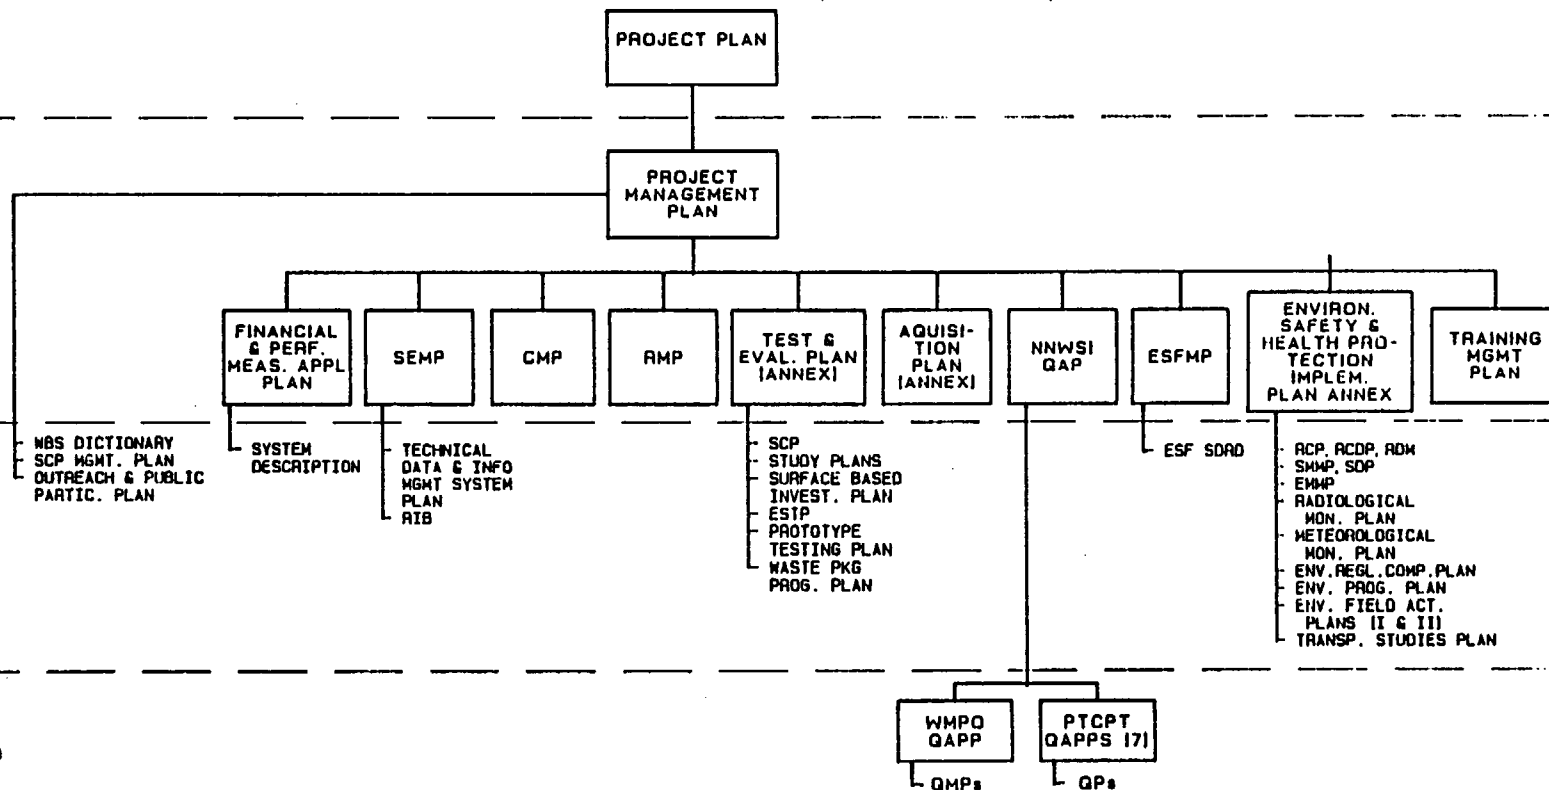 PROJECT PLAN
PROJECT
MANAGEMENT
PLAN
FINANCIAL
& PERF.
MEAS. APPL
PLAN
SEMP
CMP
RMP
TEST &
EVAL. PLAN
(ANNEX)
AQUISI-
TION
PLAN
(ANNEX)
NNWSI
QAP
ESFMP
ENVIRON.
SAFETY &
HEALTH PRO-
TECTION
IMPLEM.
PLAN ANNEX
TRAINING
MGMT
PLAN
WBS DICTIONARY
SCP MGMT. PLAN
OUTREACH & PUBLIC
PARTIC. PLAN
SYSTEM
DESCRIPTION
TECHNICAL
DATA & INFO
MGMT SYSTEM
PLAN
RIB
SCP
STUDY PLANS
SURFACE BASED
INVEST. PLAN
ESTP
PROTOTYPE
TESTING PLAN
WASTE PKG
PROG. PLAN
ESF SDRD
RCP, RCDP, RDM
SMMP, SOP
EMMP
RADIOLOGICAL
MON. PLAN
METEOROLOGICAL
MON. PLAN
ENV.REGL.COMP.PLAN
ENV. PROG. PLAN
ENV. FIELD ACT.
PLANS (I & II)
TRANSP. STUDIES PLAN
WMPO
QAPP
QMPs
PTCPT
QAPPS (7)
QPs